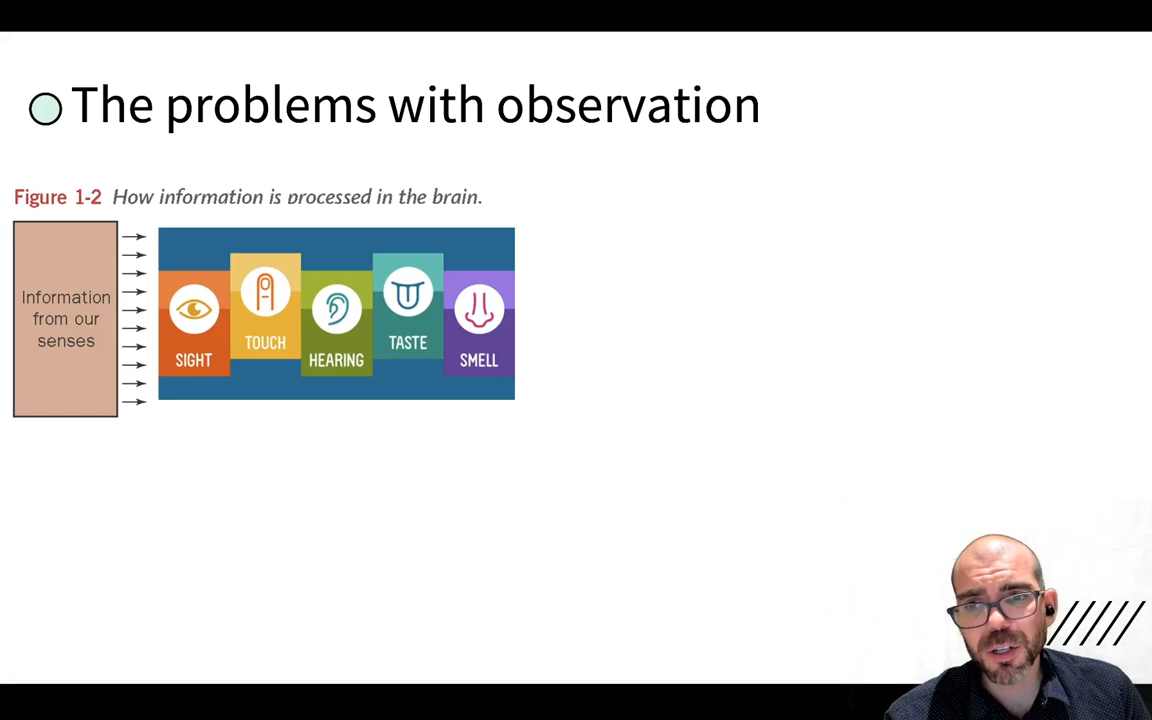 The problems with observation
Figure 1-2 How information is processed in the brain.
Information
from our
senses
SIGHT
TOUCH
HEARING
TASTE
SMELL